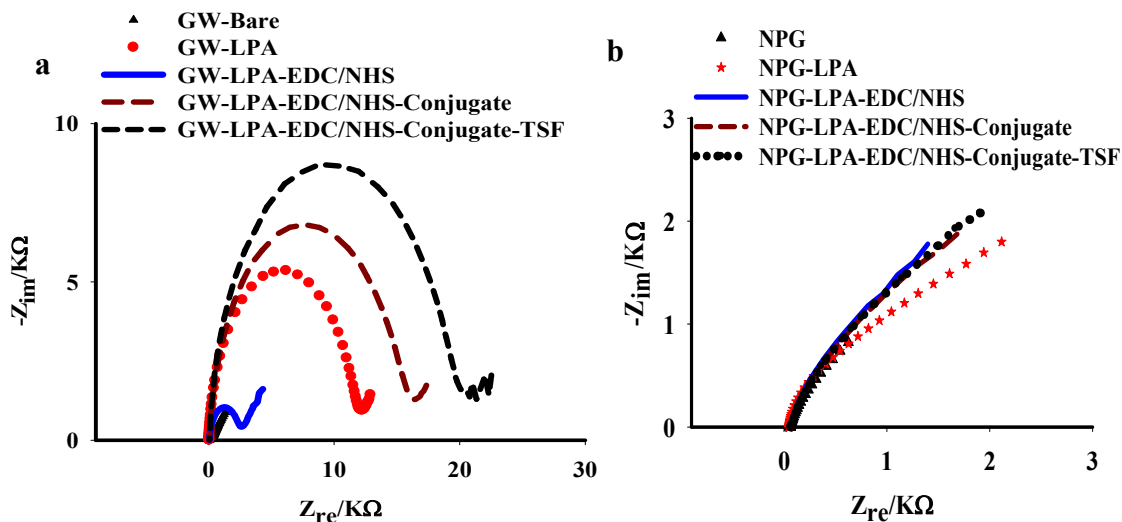 a
GW-Bare
GW-LPA
GW-LPA-EDC/NHS
GW-LPA-EDC/NHS-Conjugate
GW-LPA-EDC/NHS-Conjugate-TSF
10
5
0
-Zim/KΩ
0
10
20
30
Zre/KΩ
b
NPG
NPG-LPA
NPG-LPA-EDC/NHS
NPG-LPA-EDC/NHS-Conjugate
NPG-LPA-EDC/NHS-Conjugate-TSF
3
2
1
0
-Zim/KΩ
0
1
2
3
Zre/KΩ